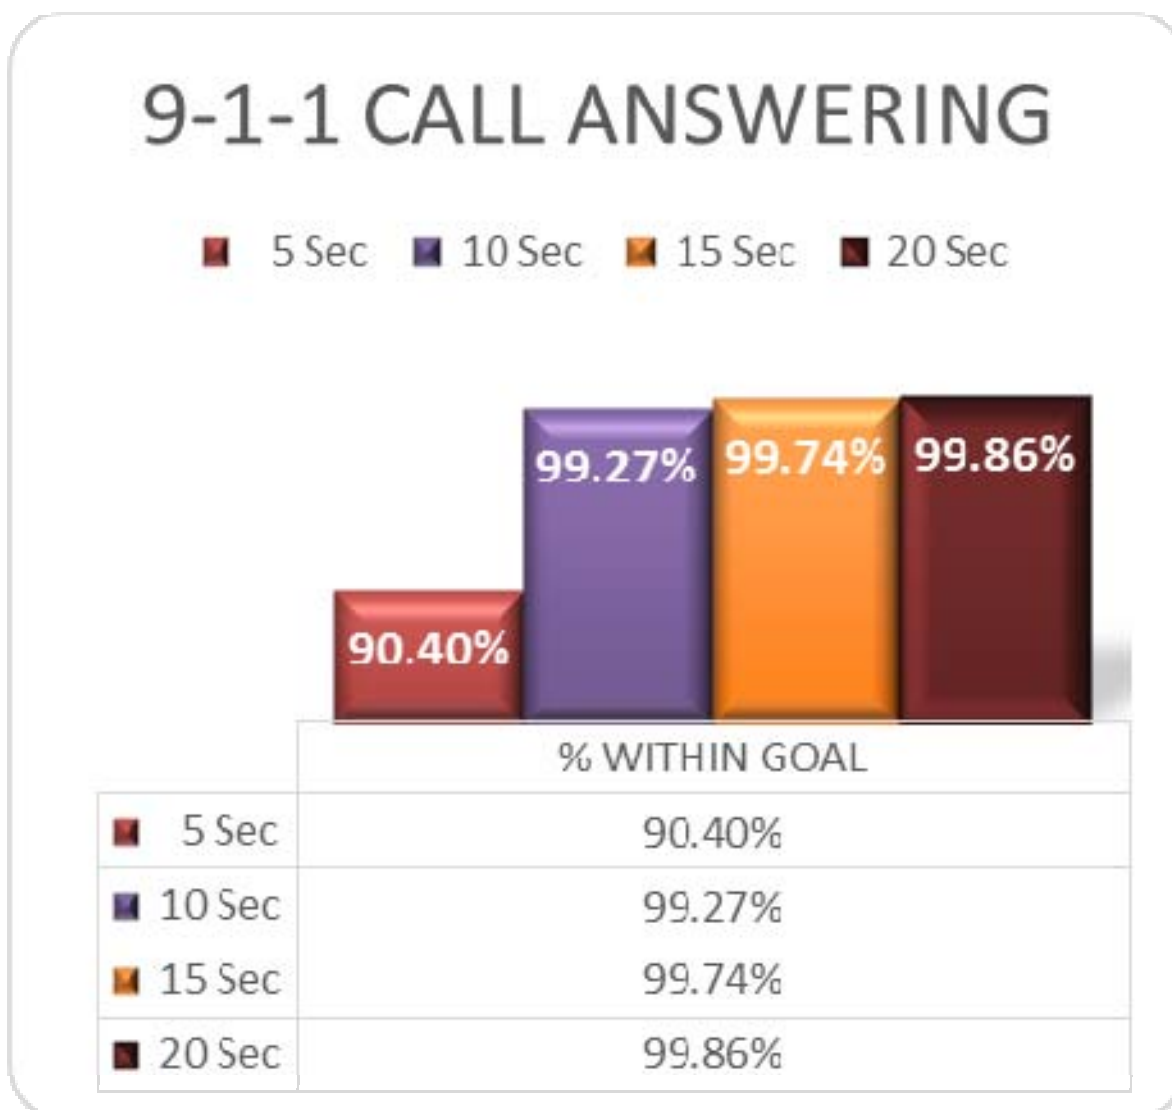 9-1-1 CALL ANSWERING
5 Sec 10 Sec 15 Sec 20 Sec
90.40% 99.27% 99.74% 99.86%
% WITHIN GOAL
5 Sec 90.40%
10 Sec 99.27%
15 Sec 99.74%
20 Sec 99.86%